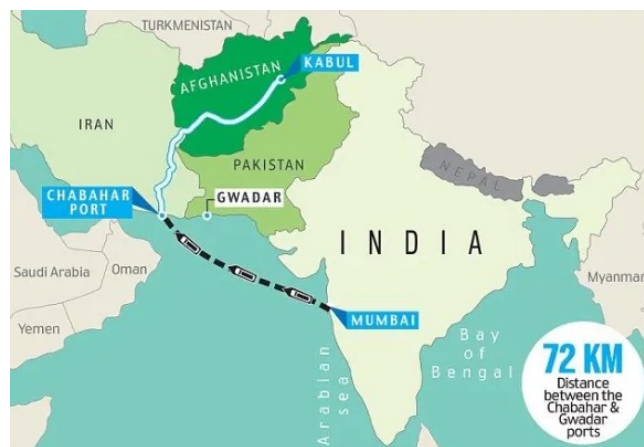 TURKMENISTAN
AFGHANISTAN
KABUL
IRAN
PAKISTAN
NEPAL
CHABAHAR
PORT
GWADAR
INDIA
Saudi Arabia
Oman
Myanmar
MUMBAI
Yemen
Arabian
sea
Bay
of
Bengal
72 KM
Distance
between the
Chabahar &
Gwadar
ports